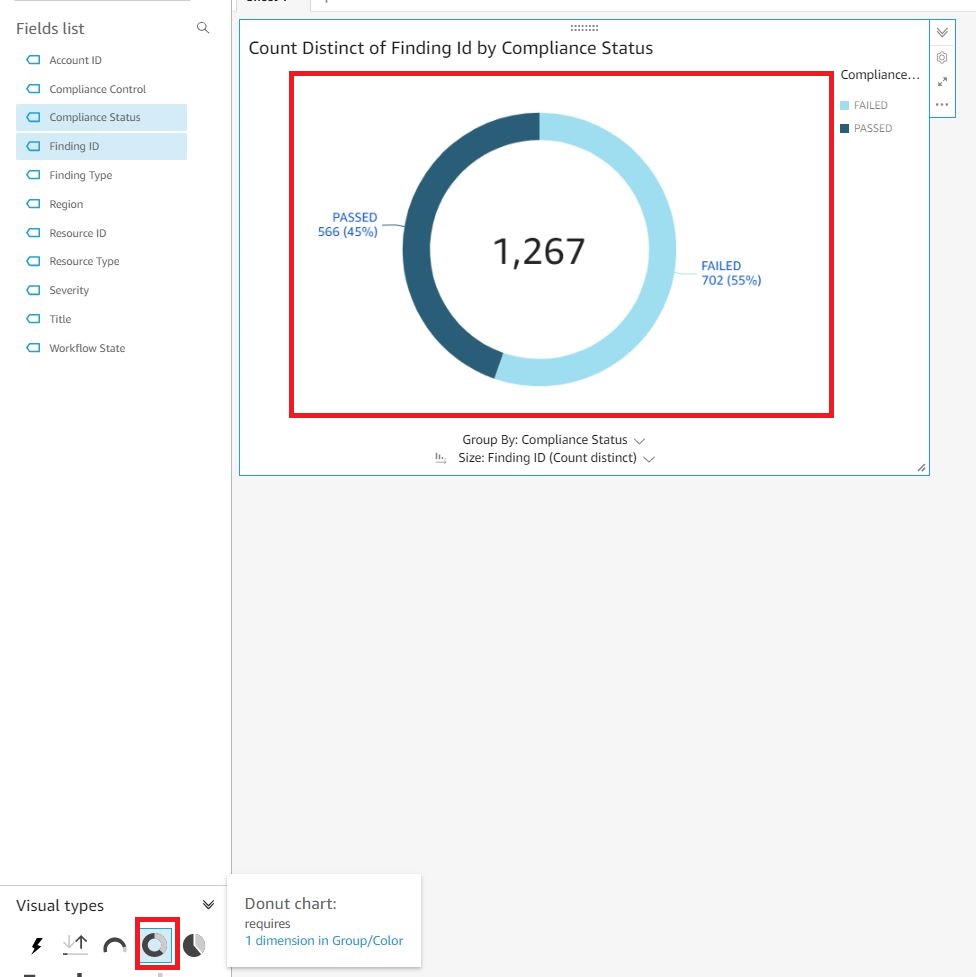 Fields list
Account ID
Compliance Control
Compliance Status
Finding ID
Finding Type
Region
Resource ID
Resource Type
Severity
Title
Workflow State
Count Distinct of Finding Id by Compliance Status
Compliance...
FAILED
PASSED
PASSED
566 (45%)
1,267
FAILED
702 (55%)
Group By: Compliance Status
Size: Finding ID (Count distinct)
Visual types
Donut chart:
requires
1 dimension in Group/Color